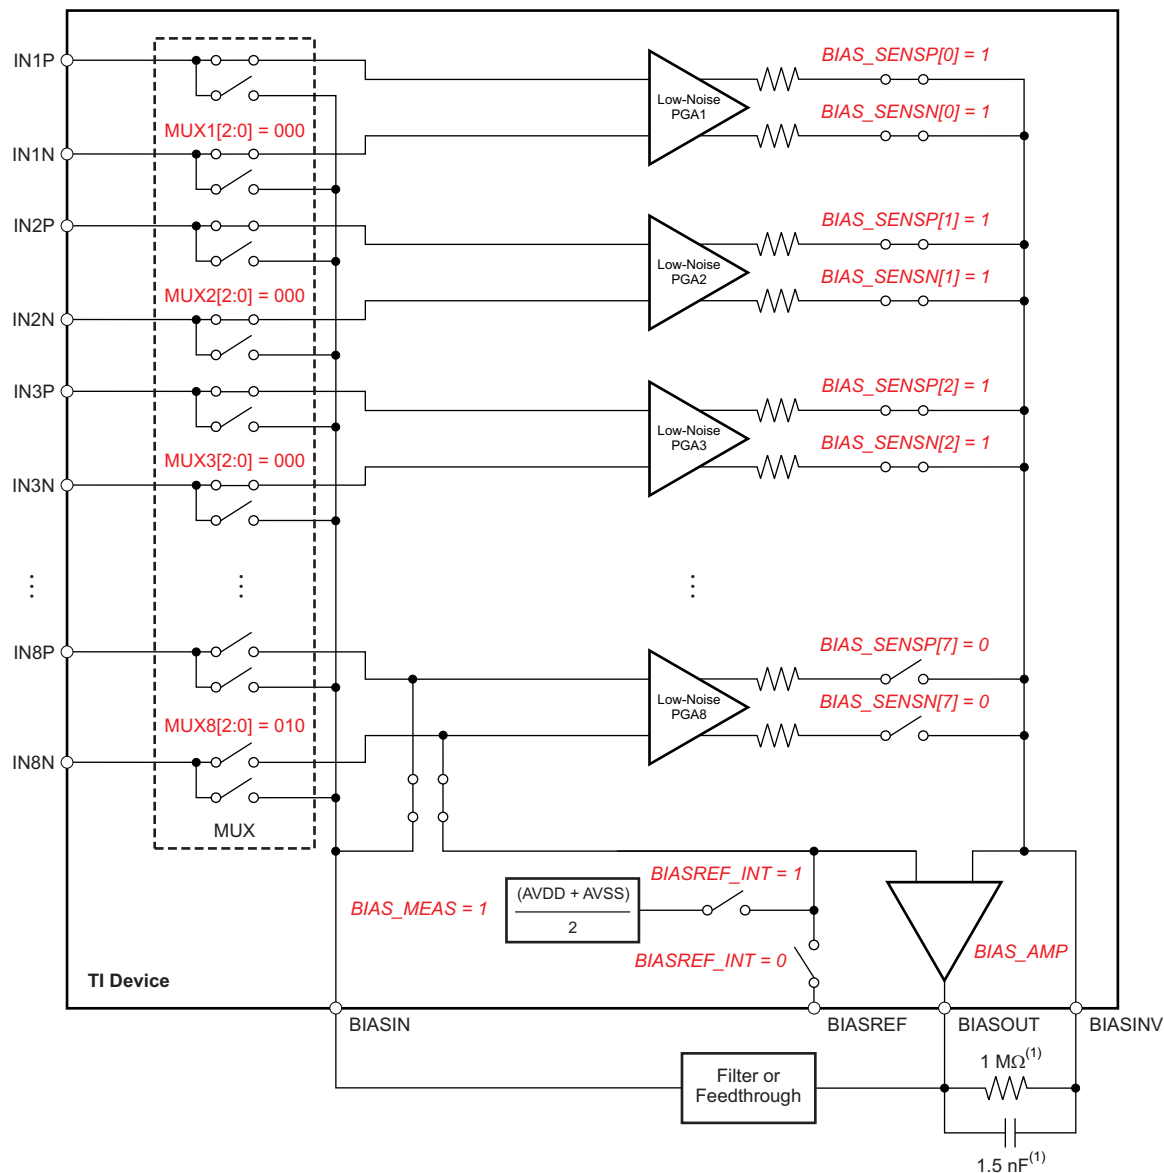 IN1P
BIAS_SENSP[0] = 1
Low-Noise
PGA1
BIAS_SENSN[0] = 1
MUX1[2:0] = 000
IN1N
IN2P
BIAS_SENSP[1] = 1
Low-Noise
PGA2
BIAS_SENSN[1] = 1
MUX2[2:0] = 000
IN2N
IN3P
BIAS_SENSP[2] = 1
Low-Noise
PGA3
BIAS_SENSN[2] = 1
MUX3[2:0] = 000
IN3N
IN8P
BIAS_SENSP[7] = 0
Low-Noise
PGA8
BIAS_SENSN[7] = 0
MUX8[2:0] = 010
IN8N
MUX
BIASREF_INT = 1
(AVDD + AVSS)
2
BIAS_MEAS = 1
BIASREF_INT = 0
BIAS_AMP
TI Device
BIASIN
BIASREF
BIASOUT
BIASINV
1 MΩ(1)
Filter or
Feedthrough
1.5 nF(1)